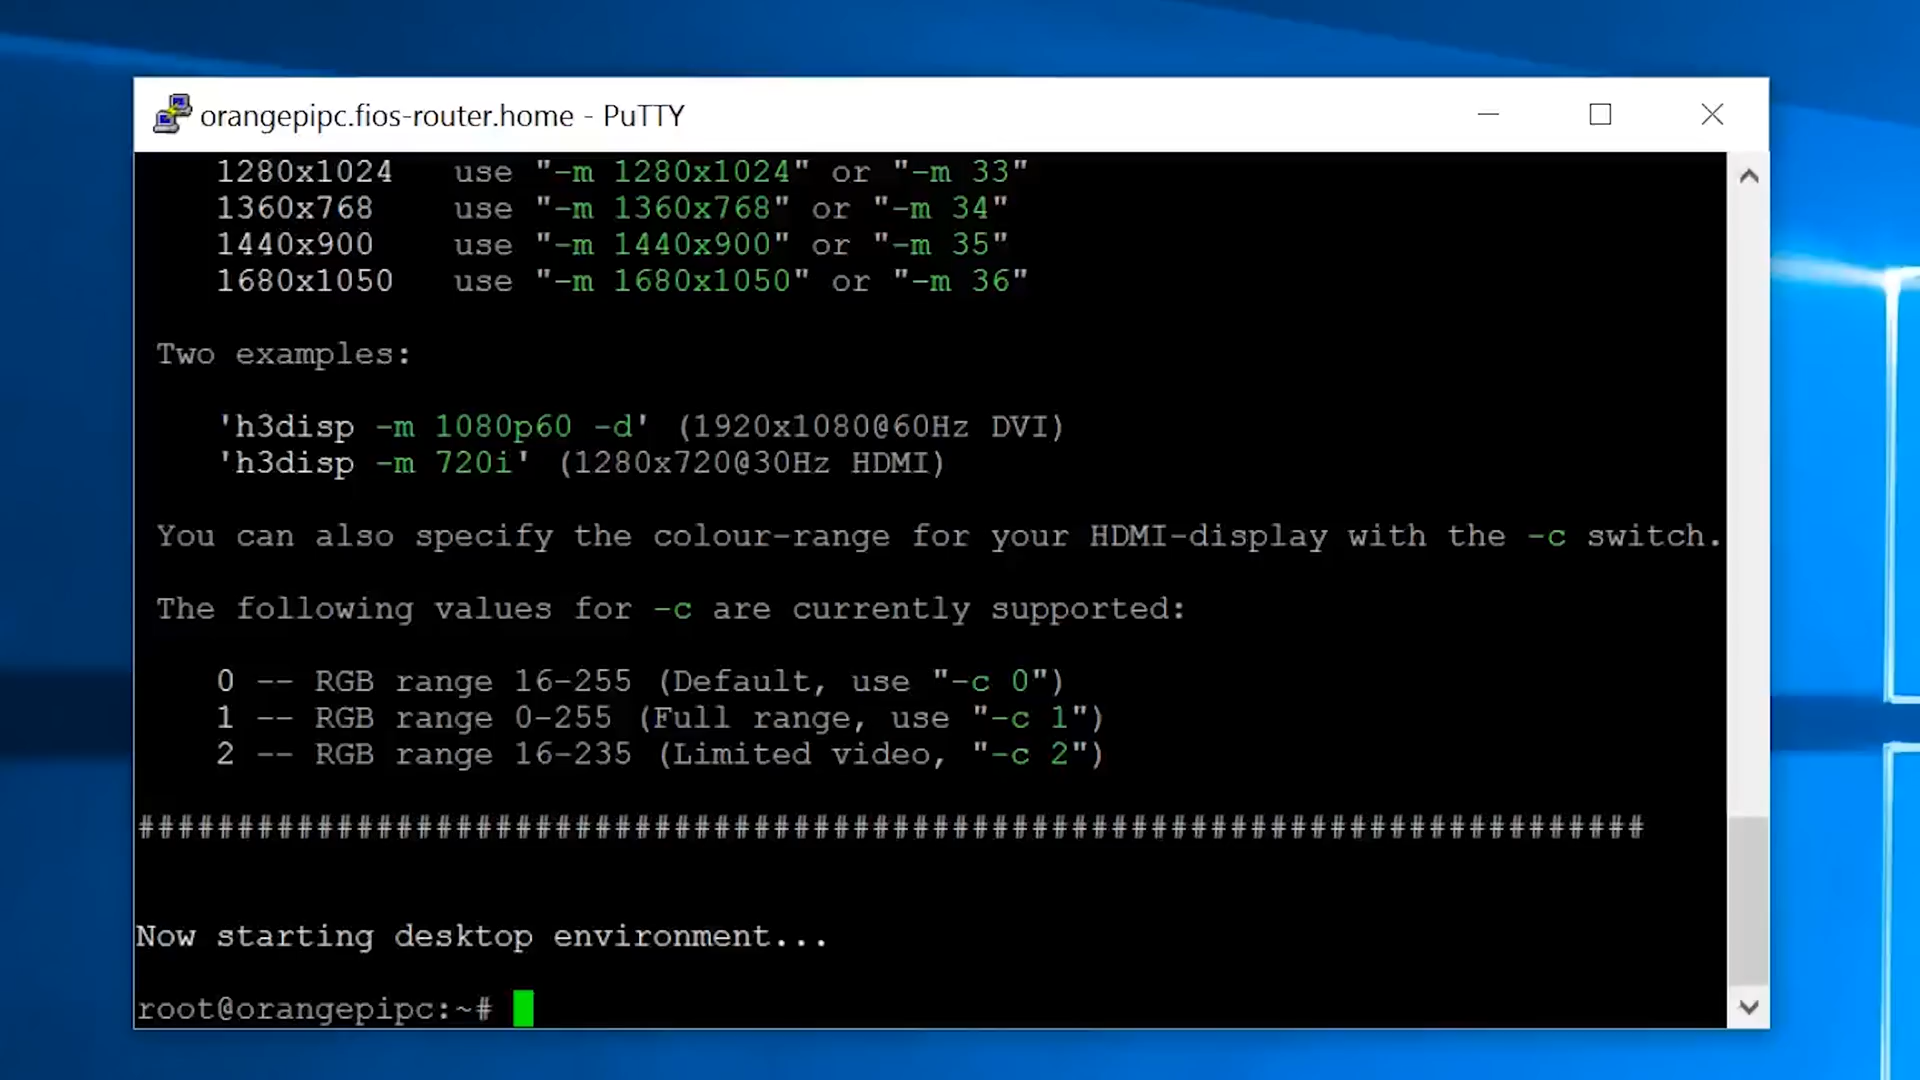 orangepipc.fios-router.home - PuTTY
1280x1024 use "-m 1280x1024" or "-m 33"
1360x768 use "-m 1360x768" or "-m 34"
1440x900 use "-m 1440x900" or "-m 35"
1680x1050 use "-m 1680x1050" or "-m 36"
Two examples:
'h3disp -m 1080p60 -d' (1920x1080@60Hz DVI)
'h3disp -m 720i' (1280x720@30Hz HDMI)
You can also specify the colour-range for your HDMI-display with the -c switch.
The following values for -c are currently supported:
0 -- RGB range 16-255 (Default, use "-c 0")
1 -- RGB range 0-255 (Full range, use "-c 1")
2 -- RGB range 16-235 (Limited video, "-c 2")
############################################################################
Now starting desktop environment...
root@orangepipc:~#